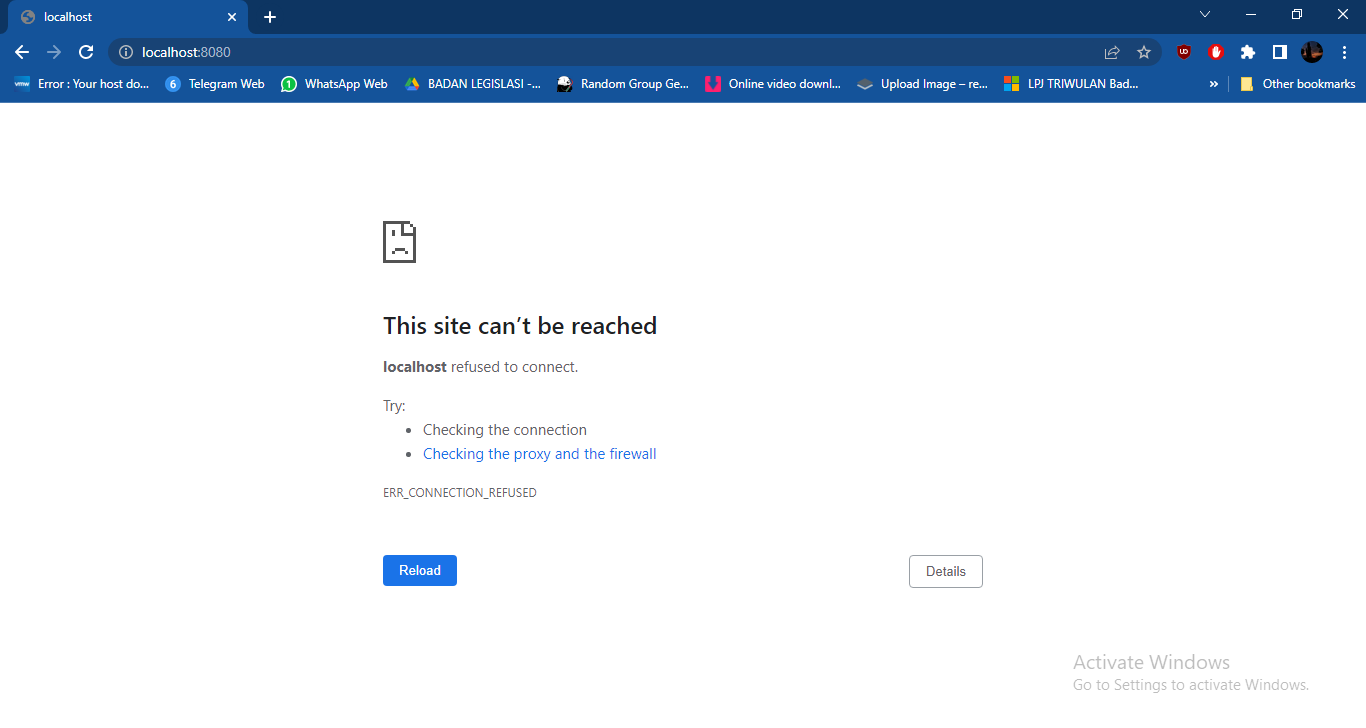 localhost
localhost:8080
vmw Error : Your host do... 6 Telegram Web 1 WhatsApp Web BADAN LEGISLASI -... Random Group Ge... Online video downl... Upload Image – re... LPJ TRIWULAN Bad... » Other bookmarks
This site can’t be reached
localhost refused to connect.
Try:
• Checking the connection
• Checking the proxy and the firewall
ERR_CONNECTION_REFUSED
Reload Details
Activate Windows
Go to Settings to activate Windows.